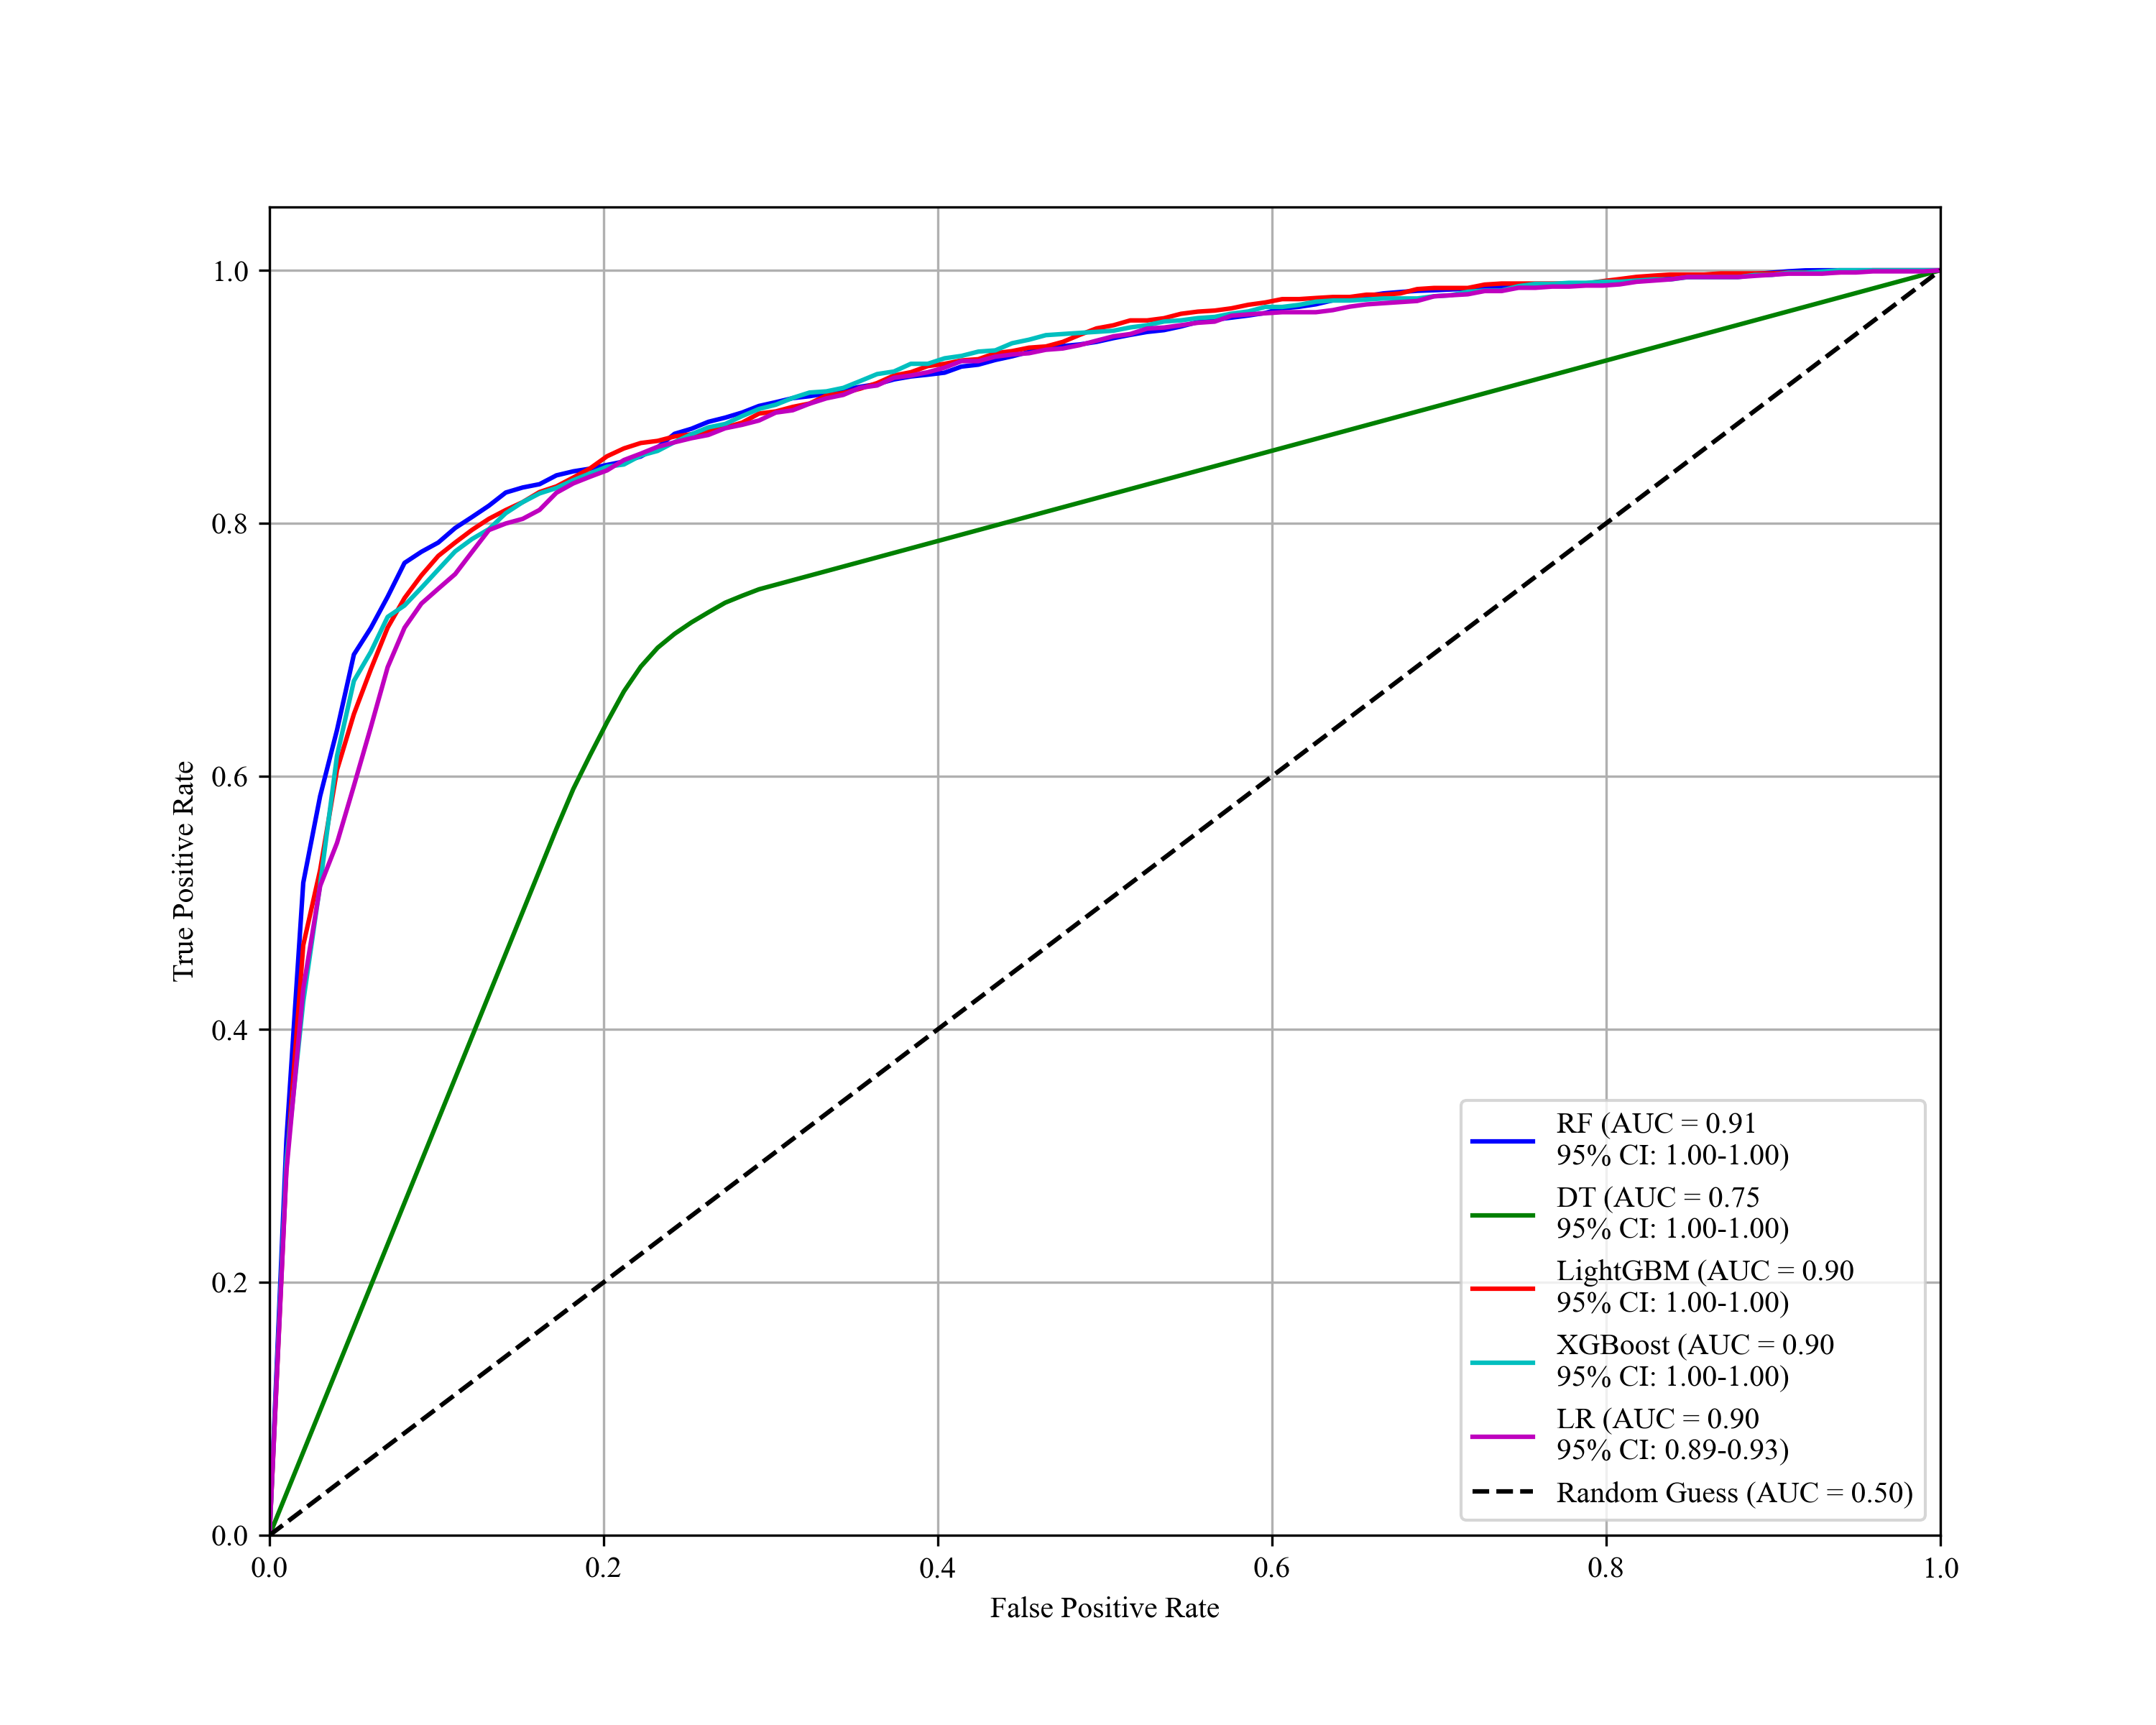 1.0
0.8
0.6
0.4
0.2
0.0
True Positive Rate
0.0 0.2 0.4 0.6 0.8 1.0
False Positive Rate
RF (AUC = 0.91
95% CI: 1.00-1.00)
DT (AUC = 0.75
95% CI: 1.00-1.00)
LightGBM (AUC = 0.90
95% CI: 1.00-1.00)
XGBoost (AUC = 0.90
95% CI: 1.00-1.00)
LR (AUC = 0.90
95% CI: 0.89-0.93)
Random Guess (AUC = 0.50)